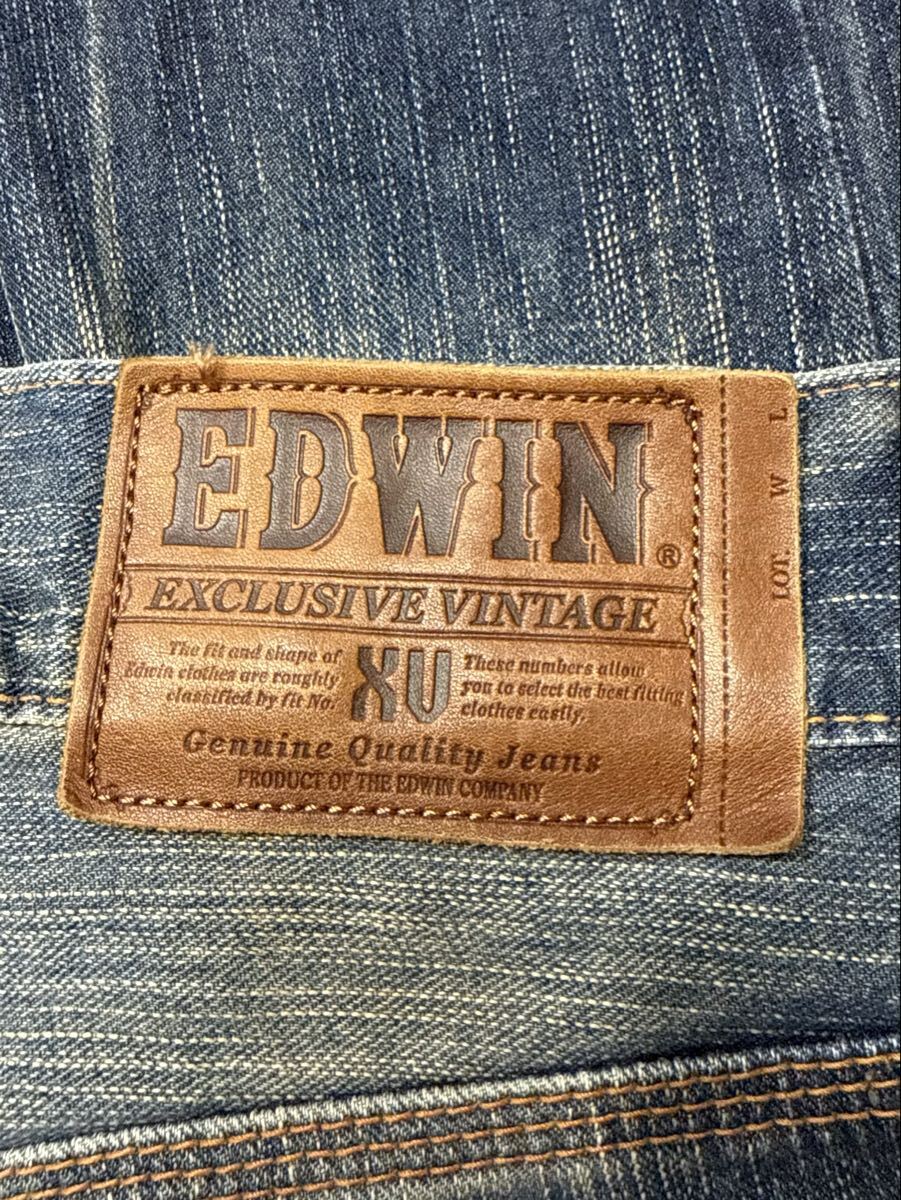 EDWIN®
EXCLUSIVE VINTAGE
The fit and shape of
Edwin clothes are roughly
classified by fit No.
XV
These numbers allow
you to select the best fitting
clothes easily.
Genuine Quality Jeans
PRODUCT OF THE EDWIN COMPANY
LOT. W L